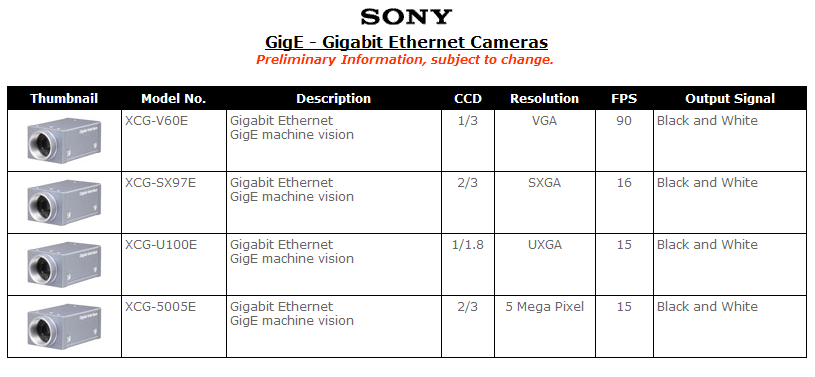 SONY
GigE - Gigabit Ethernet Cameras
Preliminary Information, subject to change.
Thumbnail Model No. Description CCD Resolution FPS Output Signal
XCG-V60E Gigabit Ethernet 1/3 VGA 90 Black and White
GigE machine vision
XCG-SX97E Gigabit Ethernet 2/3 SXGA 16 Black and White
GigE machine vision
XCG-U100E Gigabit Ethernet 1/1.8 UXGA 15 Black and White
GigE machine vision
XCG-5005E Gigabit Ethernet 2/3 5 Mega Pixel 15 Black and White
GigE machine vision